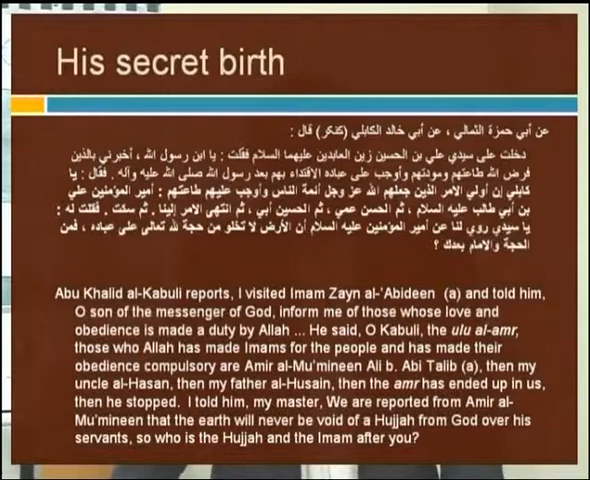 His secret birth
عن أبي حمزة الثمالي ، عن أبي خالد الكابلي (كنكر) قال :
دخلت على سيدي علي بن الحسين زين العابدين عليهما السلام فقلت : يا ابن رسول الله ، أخبرني بالذين
فرض الله طاعتهم ومودتهم وأوجب على عباده الاقتداء بهم بعد رسول الله صلى الله عليه وآله . فقال : يا
كابلي إن أولي الامر الذين جعلهم الله عز وجل أئمة الناس وأوجب عليهم طاعتهم : أمير المؤمنين علي
بن أبي طالب عليه السلام ، ثم الحسن عمي ، ثم الحسين أبي ، ثم انتهى الامر إلينا . ثم سكت . فقلت له :
يا سيدي روي لنا عن أمير المؤمنين عليه السلام أن الأرض لا تخلو من حجة لله تعالى على عباده ، فمن
الحجة والامام بعدك ؟
Abu Khalid al-Kabuli reports, I visited Imam Zayn al-'Abideen (a) and told him,
O son of the messenger of God, inform me of those whose love and
obedience is made a duty by Allah ... He said, O Kabuli, the ulu al-amr,
those who Allah has made Imams for the people and has made their
obedience compulsory are Amir al-Mu'mineen Ali b. Abi Talib (a), then my
uncle al-Hasan, then my father al-Husain, then the amr has ended up in us,
then he stopped. I told him, my master, We are reported from Amir al-
Mu'mineen that the earth will never be void of a Hujjah from God over his
servants, so who is the Hujjah and the Imam after you?